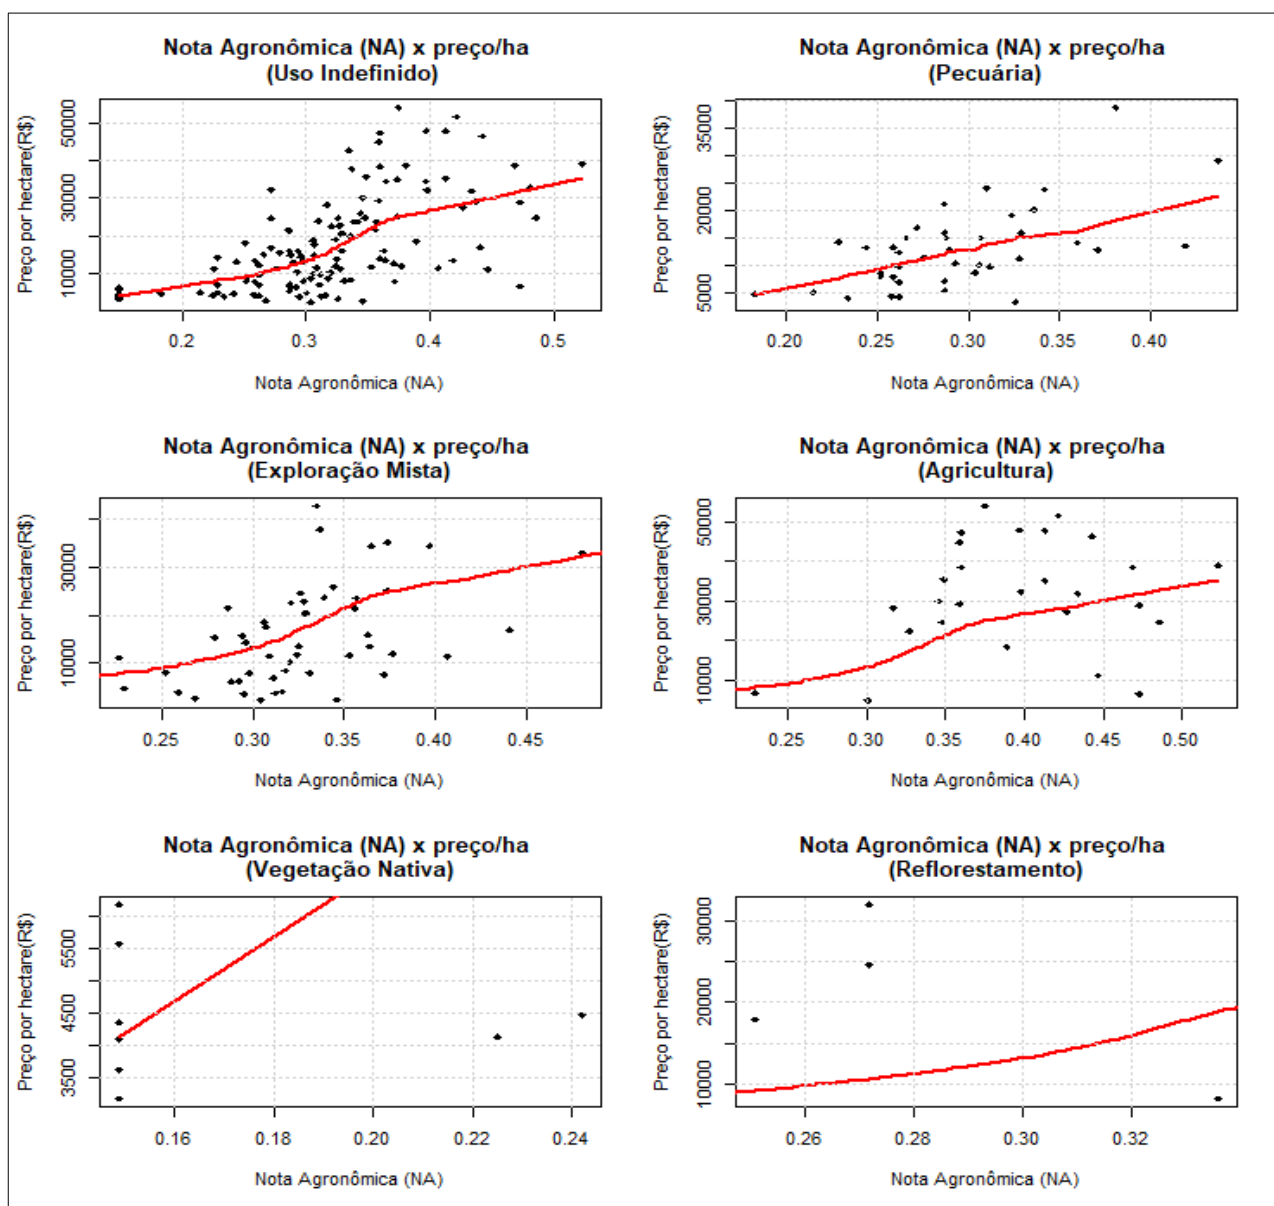 Nota Agronômica (NA) x preço/ha
(Uso Indefinido)
Preço por hectare(R$)
50000
30000
10000
0.2 0.3 0.4 0.5
Nota Agronômica (NA)
Nota Agronômica (NA) x preço/ha
(Pecuária)
Preço por hectare(R$)
35000
20000
5000
0.20 0.25 0.30 0.35 0.40
Nota Agronômica (NA)
Nota Agronômica (NA) x preço/ha
(Exploração Mista)
Preço por hectare(R$)
30000
10000
0.25 0.30 0.35 0.40 0.45
Nota Agronômica (NA)
Nota Agronômica (NA) x preço/ha
(Agricultura)
Preço por hectare(R$)
50000
30000
10000
0.25 0.30 0.35 0.40 0.45 0.50
Nota Agronômica (NA)
Nota Agronômica (NA) x preço/ha
(Vegetação Nativa)
Preço por hectare(R$)
5500
4500
3500
0.16 0.18 0.20 0.22 0.24
Nota Agronômica (NA)
Nota Agronômica (NA) x preço/ha
(Reflorestamento)
Preço por hectare(R$)
30000
20000
10000
0.26 0.28 0.30 0.32
Nota Agronômica (NA)